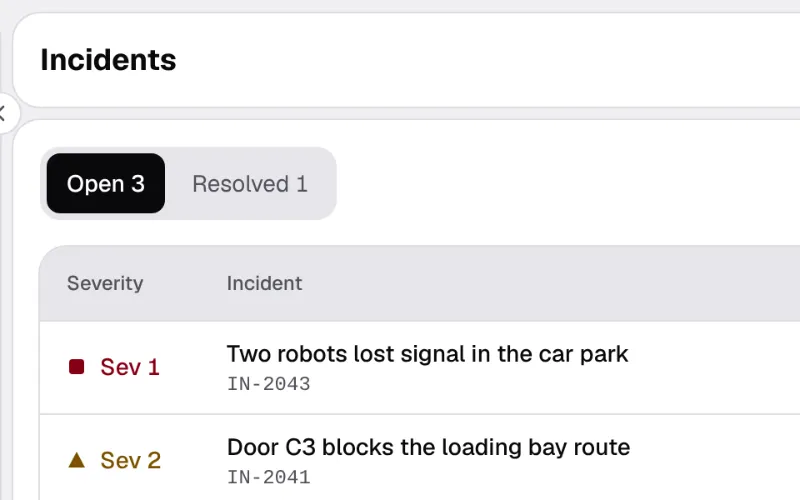 Incidents
Open 3
Resolved 1
Severity
Incident
Sev 1
Two robots lost signal in the car park
IN-2043
Sev 2
Door C3 blocks the loading bay route
IN-2041